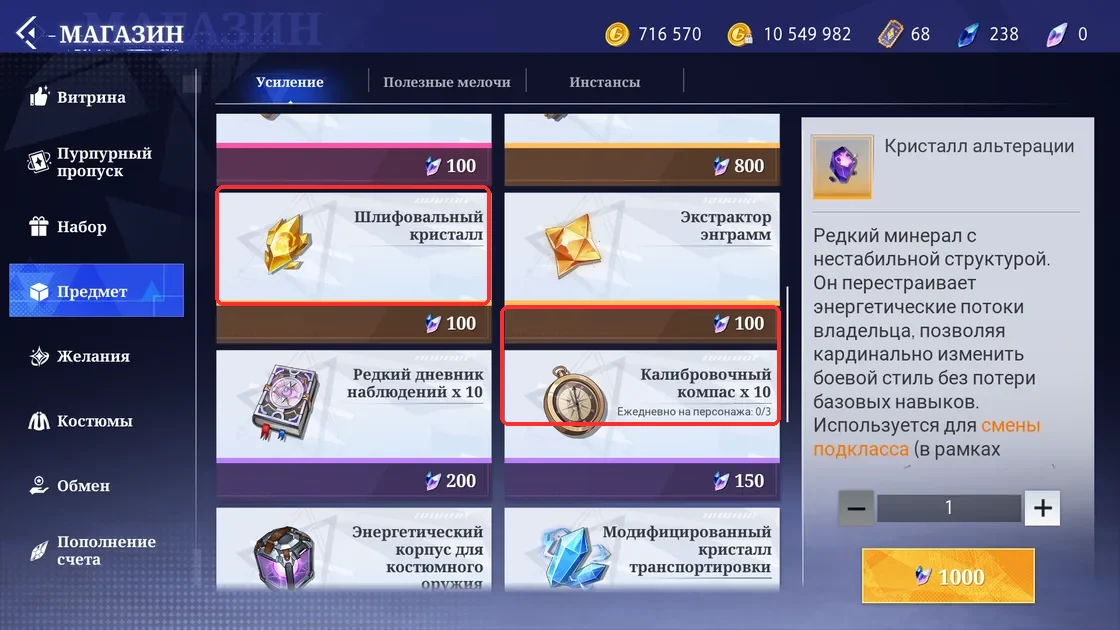 МАГАЗИН
716 570
10 549 982
68
238
0
Витрина
Пурпурный
пропуск
Набор
Предмет
Желания
Костюмы
Обмен
Пополнение
счета
Усиление
Полезные мелочи
Инстансы
100
800
Шлифовальный
кристалл
100
Экстрактор
энграмм
100
Редкий дневник
наблюдений x 10
200
Калибровочный
компас x 10
Ежедневно на персонажа: 0/3
150
Энергетический
корпус для
костюмного
оружия
Модифицированный
кристалл
транспортировки
Кристалл альтерации
Редкий минерал с
нестабильной структурой.
Он перестраивает
энергетические потоки
владельца, позволяя
кардинально изменить
боевой стиль без потери
базовых навыков.
Используется для смены
подкласса (в рамках
1
1000